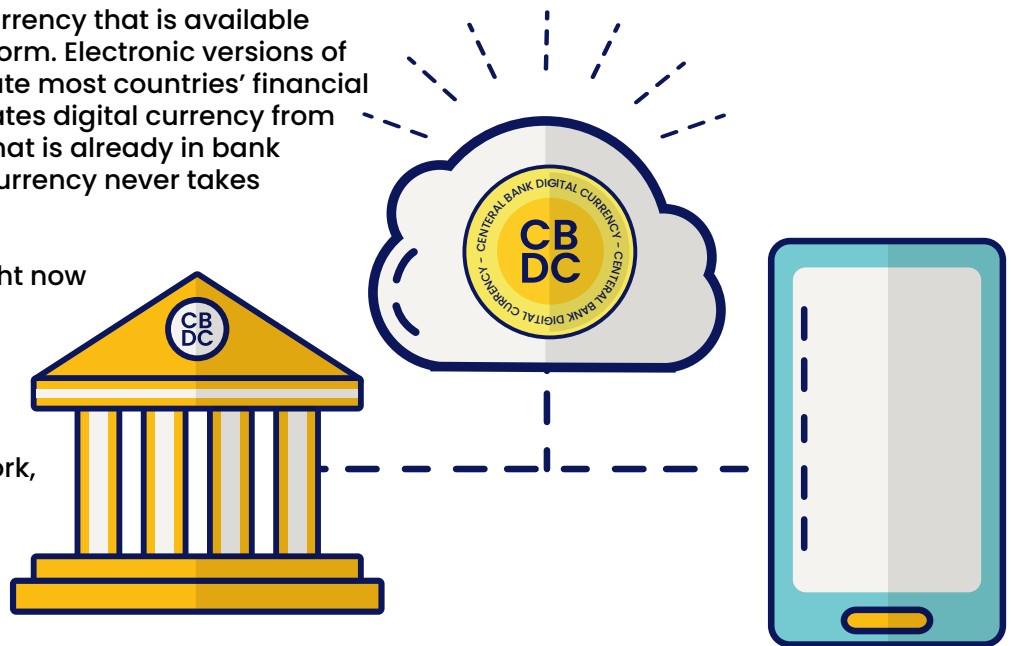 rrency that is available
orm. Electronic versions of
ate most countries’ financial
ates digital currency from
hat is already in bank
urrency never takes
CENTERAL BANK DIGITAL CURRENCY - CENTERAL BANK DIGITAL CURRENCY -
CB
DC
ht now
CB
DC
ork,